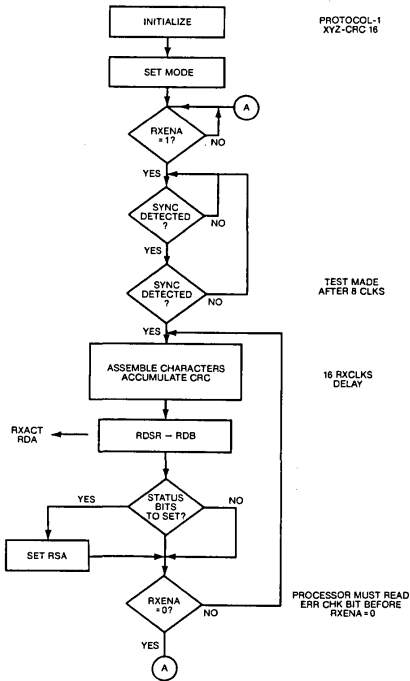 INITIALIZE
PROTOCOL-1
XYZ-CRC 16
SET MODE
A
RXENA
= 1?
NO
YES
SYNC
DETECTED
?
NO
YES
SYNC
DETECTED
?
NO
TEST MADE
AFTER 8 CLKS
YES
ASSEMBLE CHARACTERS
ACCUMULATE CRC
16 RXCLKS
DELAY
RXACT
RDA
RDSR – RDB
YES
STATUS
BITS
TO SET?
NO
SET RSA
RXENA
= 0?
NO
PROCESSOR MUST READ
ERR CHK BIT BEFORE
RXENA = 0
YES
A